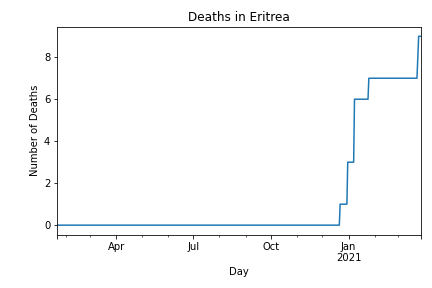 Deaths in Eritrea
Number of Deaths
8
6
4
2
0
Apr
Jul
Oct
Jan
2021
Day